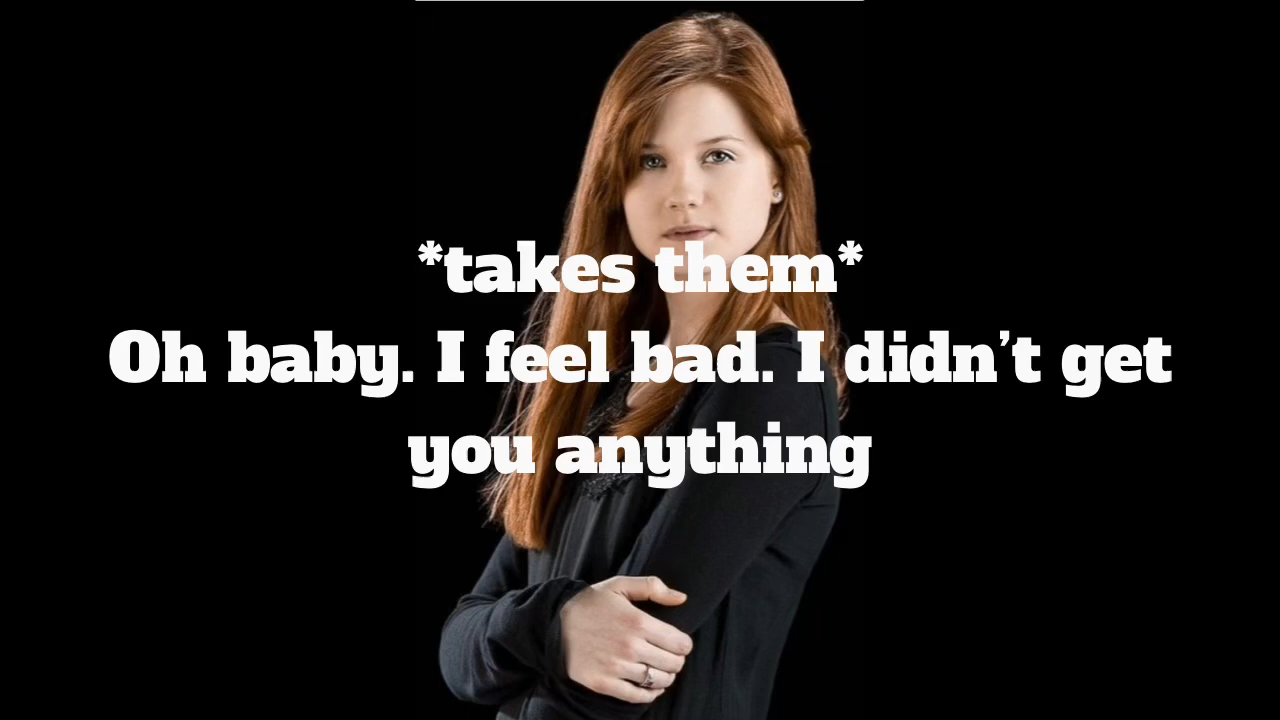 *takes them*
Oh baby. I feel bad. I didn’t get
you anything